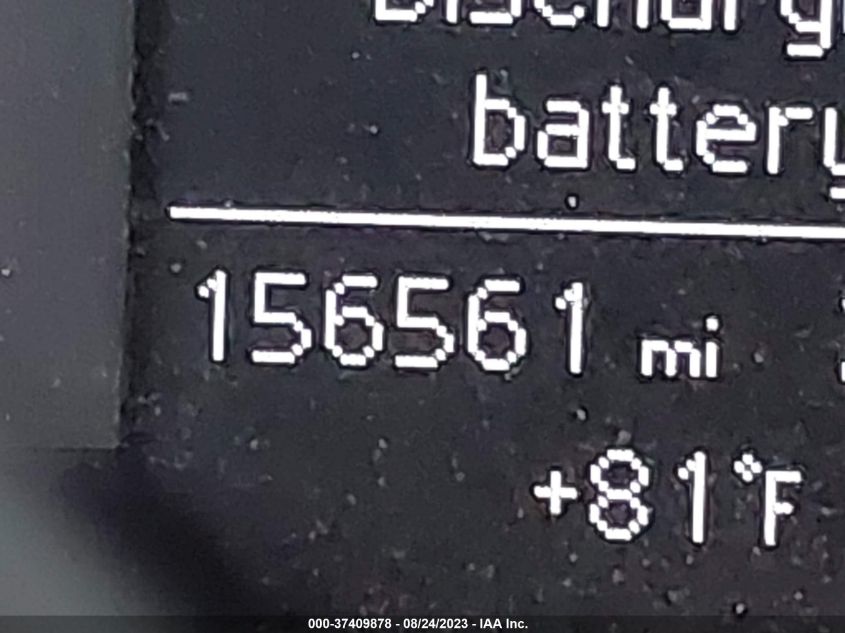 battery
156561 mi
+81°F
000-37409878 - 08/24/2023 - IAA Inc.